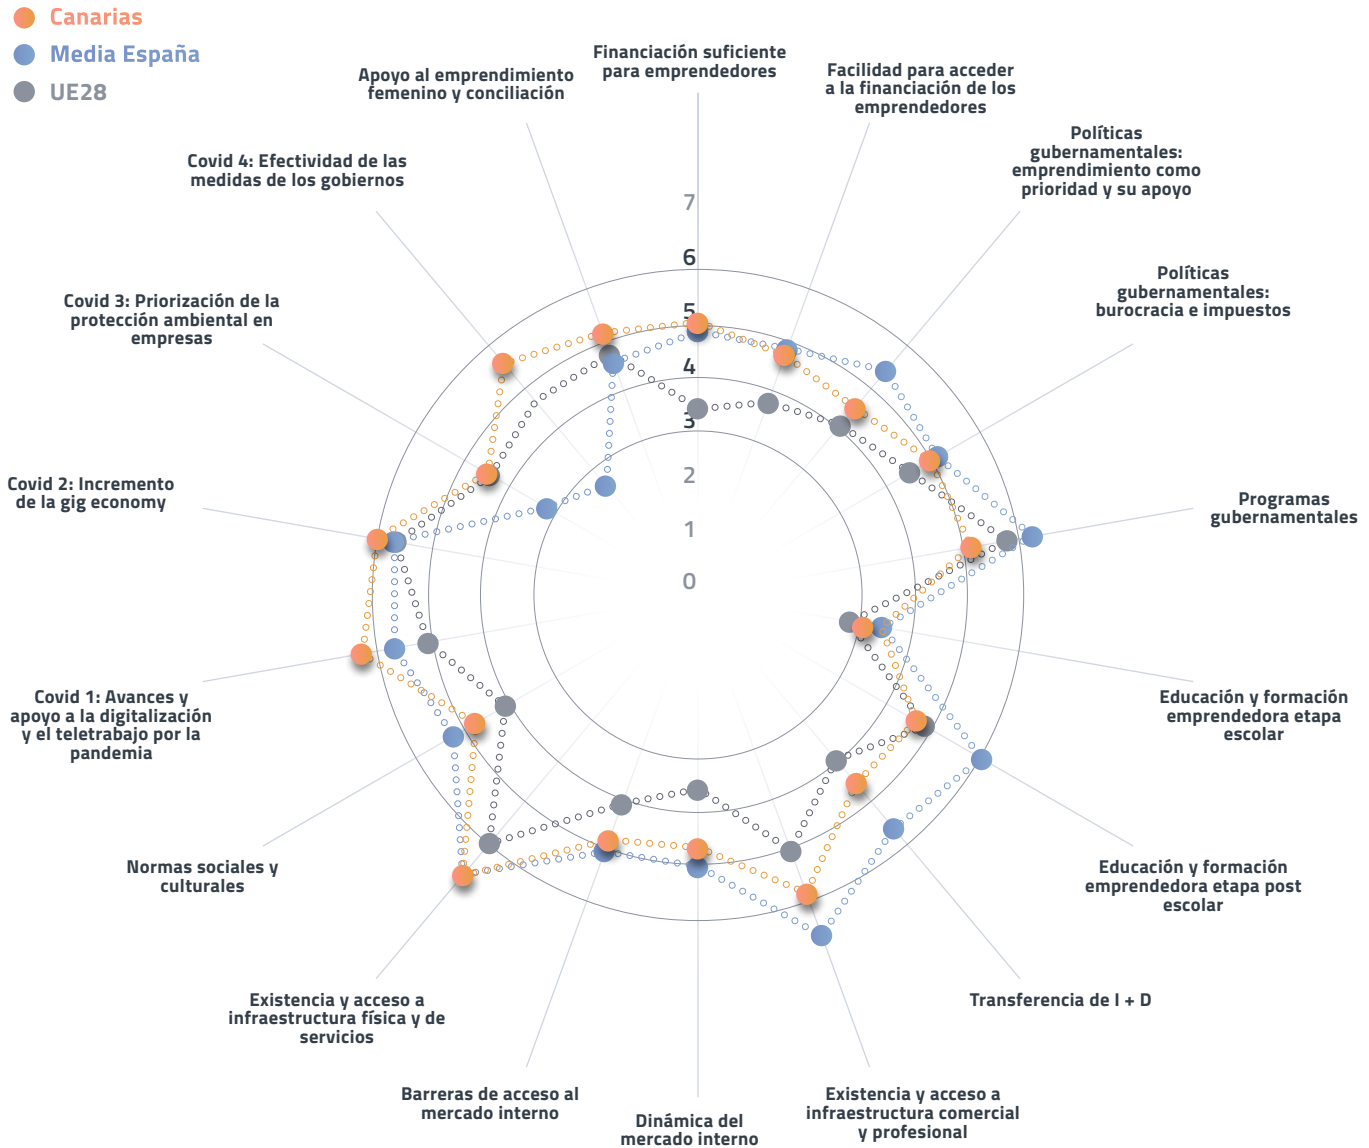 Canarias
Media España
UE28
Financiación suficiente
para emprendedores
Facilidad para acceder
a la financiación de los
emprendedores
Políticas
gubernamentales:
emprendimiento como
prioridad y su apoyo
Políticas
gubernamentales:
burocracia e impuestos
Programas
gubernamentales
Educación y formación
emprendedora etapa
escolar
Educación y formación
emprendedora etapa post
escolar
Transferencia de I + D
Existencia y acceso a
infraestructura comercial
y profesional
Dinámica del
mercado interno
Barreras de acceso al
mercado interno
Existencia y acceso a
infraestructura física y de
servicios
Normas sociales y
culturales
Covid 1: Avances y
apoyo a la digitalización
y el teletrabajo por la
pandemia
Covid 2: Incremento
de la gig economy
Covid 3: Priorización de la
protección ambiental en
empresas
Covid 4: Efectividad de las
medidas de los gobiernos
Apoyo al emprendimiento
femenino y conciliación
7
6
5
4
3
2
1
0